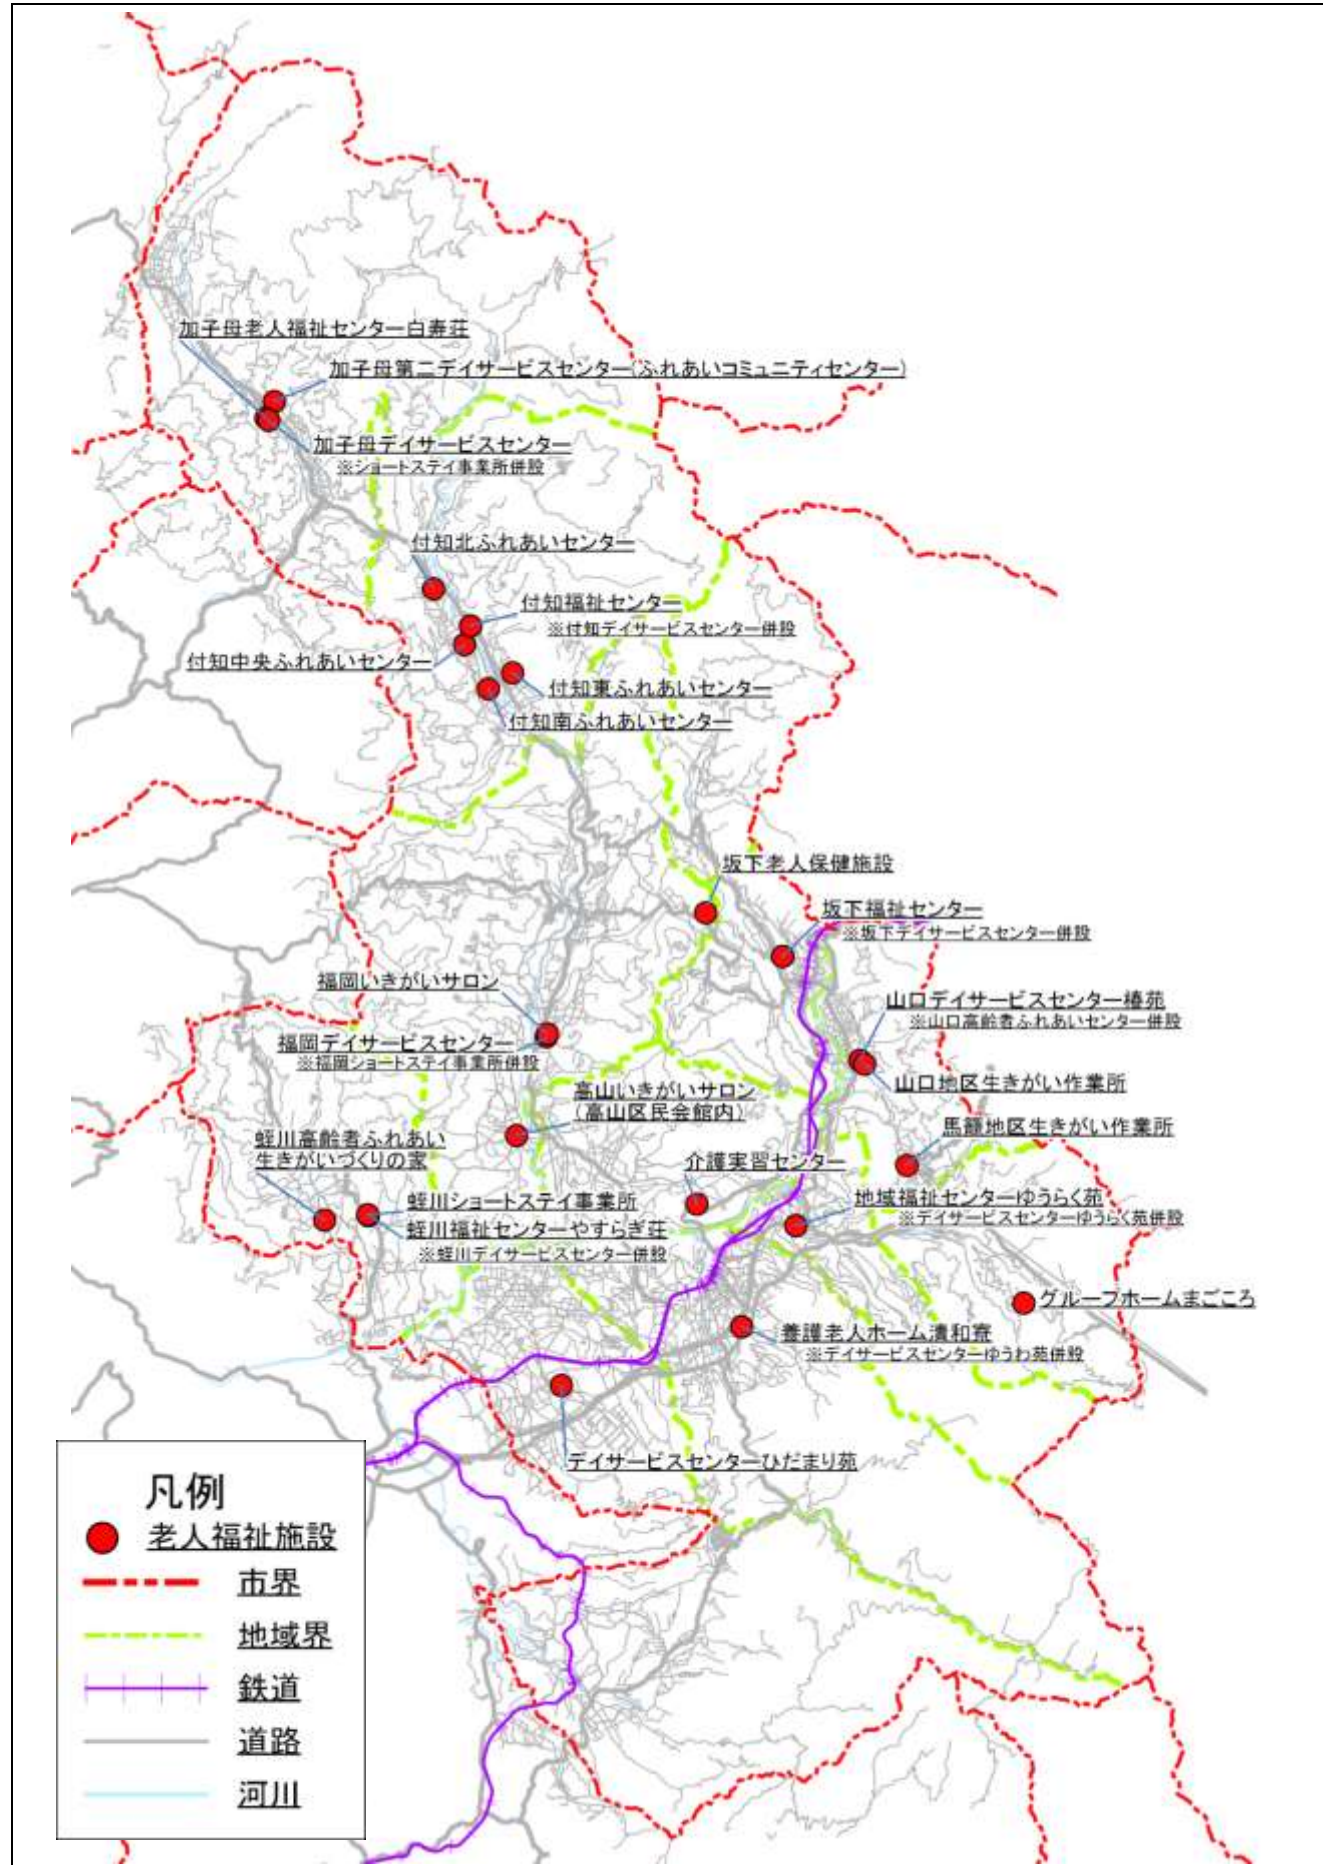 加子母老人福祉センター白寿荘
加子母第二デイサービスセンター(ふれあいコミュニティセンター)
加子母デイサービスセンター
※ショートステイ事業所併設
付知北ふれあいセンター
付知福祉センター
※付知デイサービスセンター併設
付知中央ふれあいセンター
付知東ふれあいセンター
付知南ふれあいセンター
坂下老人保健施設
坂下福祉センター
※坂下デイサービスセンター併設
福岡いきがいサロン
山口デイサービスセンター椿苑
※山口高齢者ふれあいセンター併設
福岡デイサービスセンター
※福岡ショートステイ事業所併設
山口地区生きがい作業所
高山いきがいサロン
(高山区民会館内)
馬籠地区生きがい作業所
蛭川高齢者ふれあい
生きがいづくりの家
介護実習センター
蛭川ショートステイ事業所
地域福祉センターゆうらく苑
※デイサービスセンターゆうらく苑併設
蛭川福祉センターやすらぎ荘
※蛭川デイサービスセンター併設
グループホームまごころ
養護老人ホーム清和寮
※デイサービスセンターゆうわ苑併設
デイサービスセンターひだまり苑
凡例
老人福祉施設
市界
地域界
鉄道
道路
河川